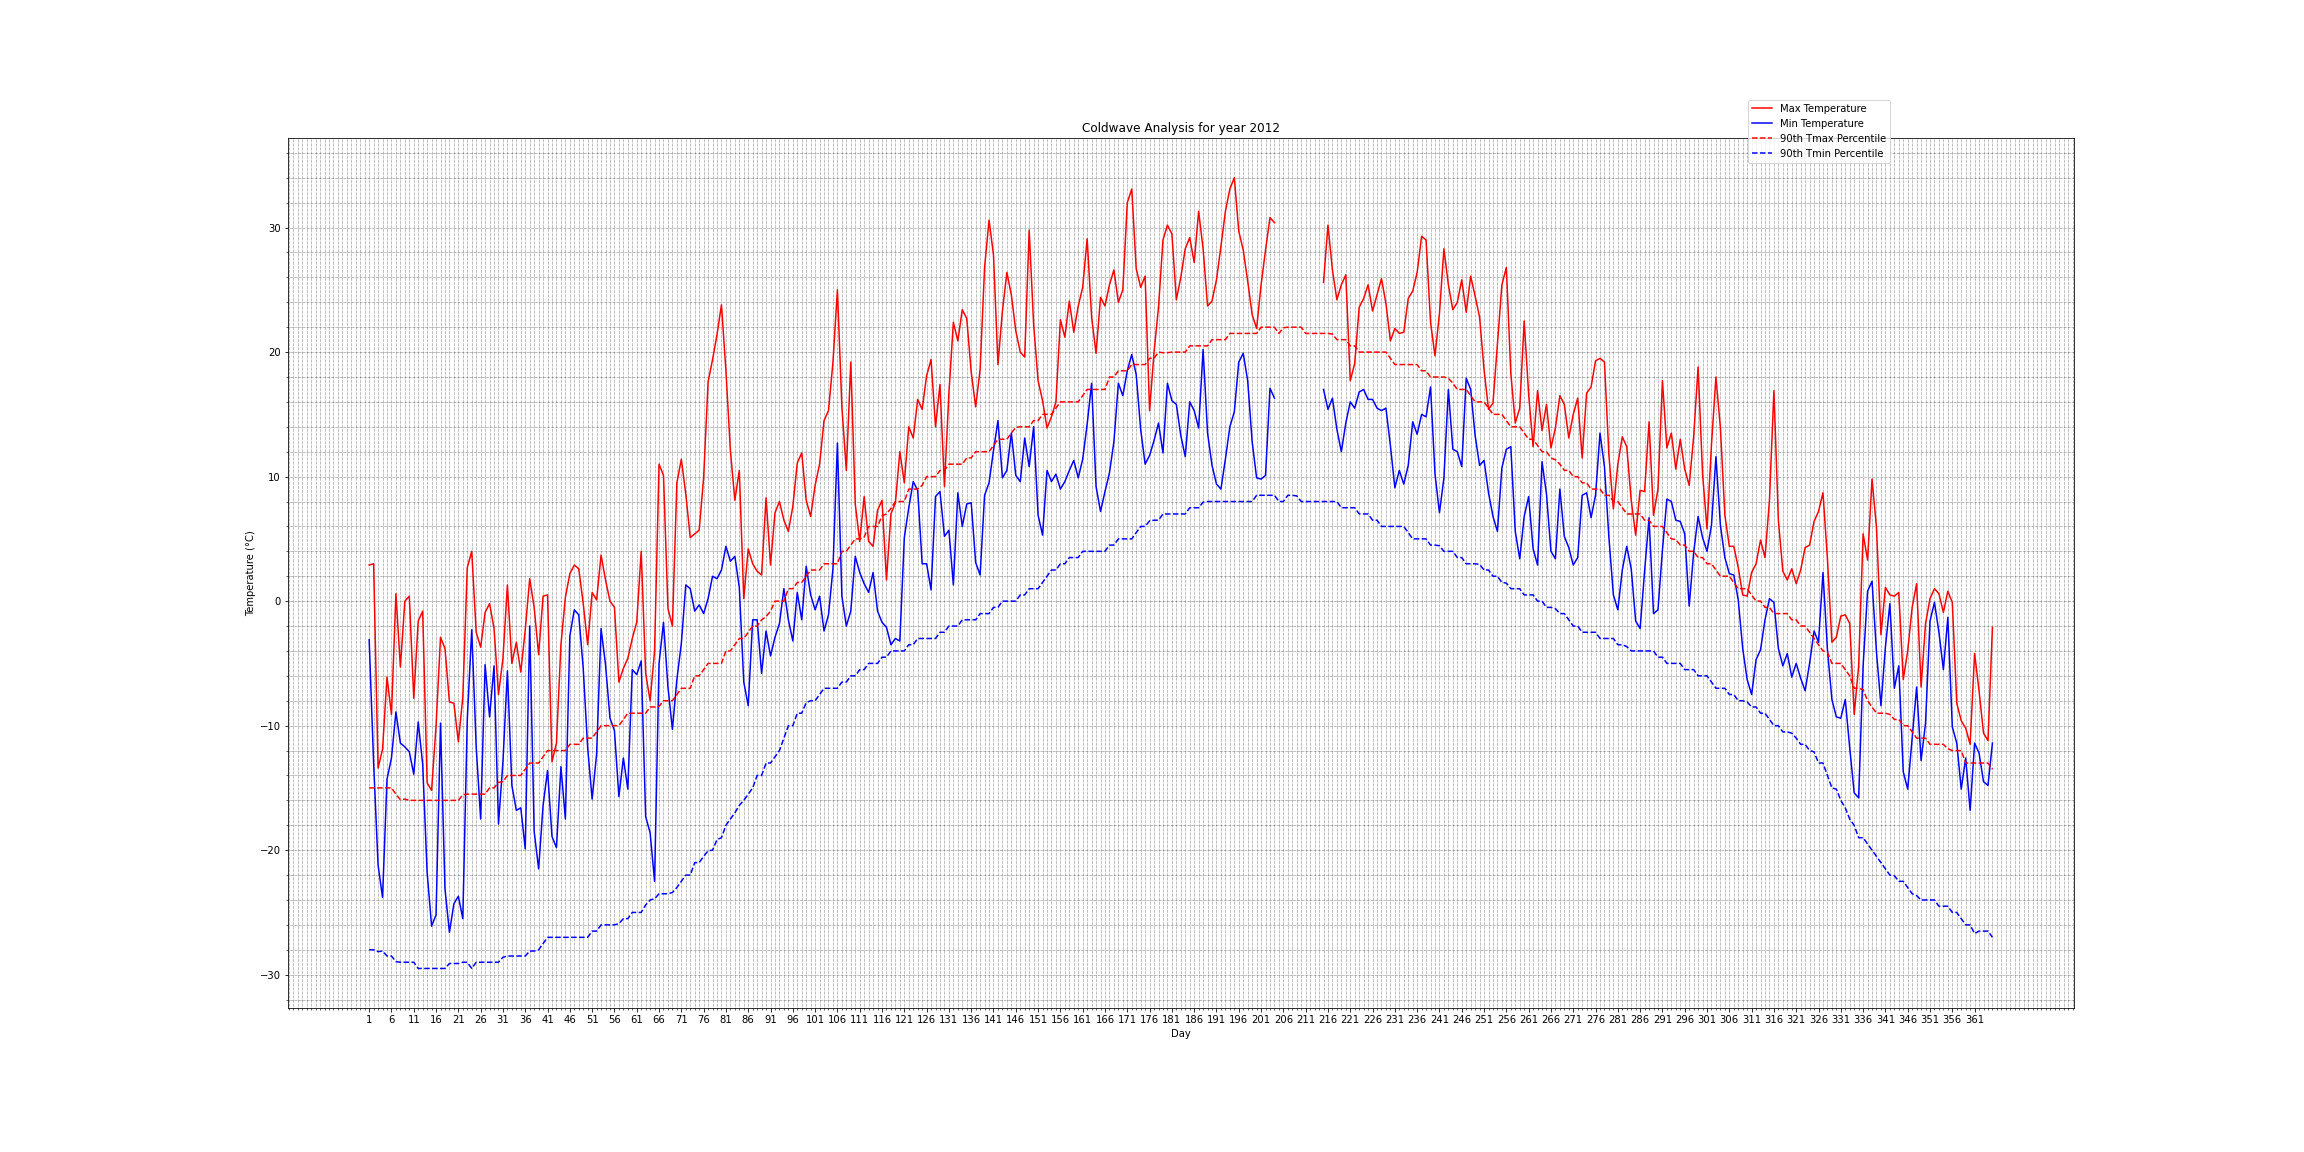 Max Temperature
Min Temperature
90th Tmax Percentile
90th Tmin Percentile
Coldwave Analysis for year 2012
Temperature (°C)
30
20
10
0
−10
−20
−30
1 6 11 16 21 26 31 36 41 46 51 56 61 66 71 76 81 86 91 96 101 106 111 116 121 126 131 136 141 146 151 156 161 166 171 176 181 186 191 196 201 206 211 216 221 226 231 236 241 246 251 256 261 266 271 276 281 286 291 296 301 306 311 316 321 326 331 336 341 346 351 356 361
Day